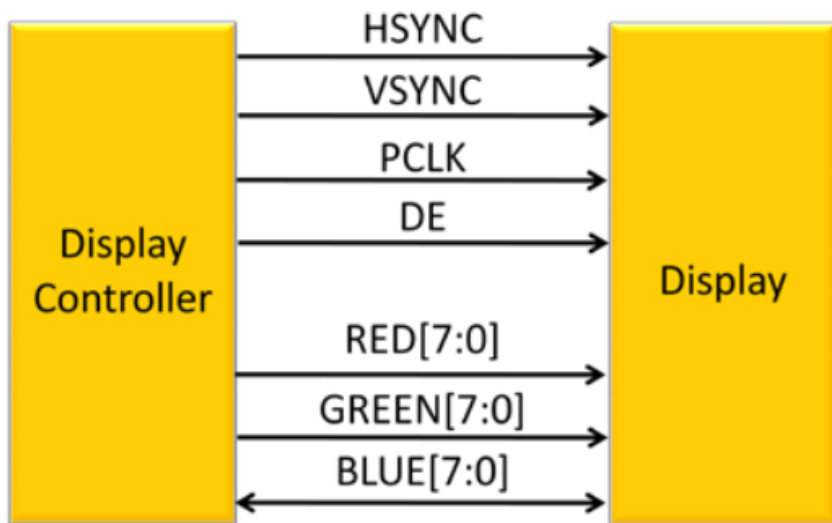 HSYNC
VSYNC
PCLK
DE
Display
Controller
Display
RED[7:0]
GREEN[7:0]
BLUE[7:0]